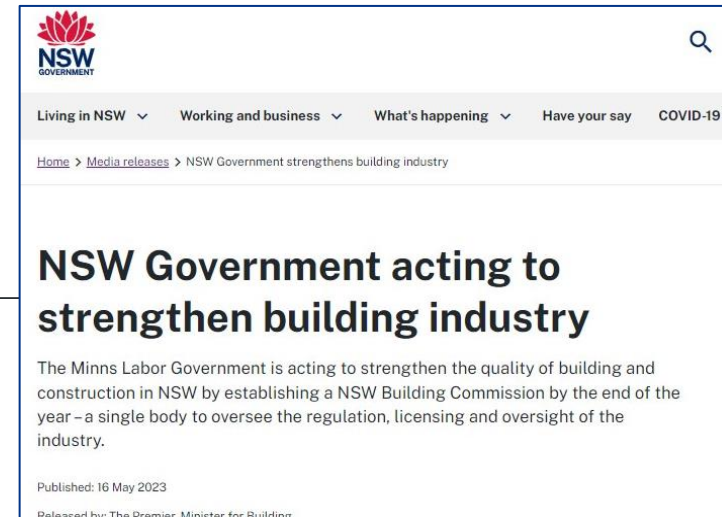 NSW
GOVERNMENT
Living in NSW Working and business What's happening Have your say COVID-19
Home > Media releases > NSW Government strengthens building industry
NSW Government acting to
strengthen building industry
The Minns Labor Government is acting to strengthen the quality of building and
construction in NSW by establishing a NSW Building Commission by the end of the
year – a single body to oversee the regulation, licensing and oversight of the
industry.
Published: 16 May 2023
Released by: The Premier, Minister for Building